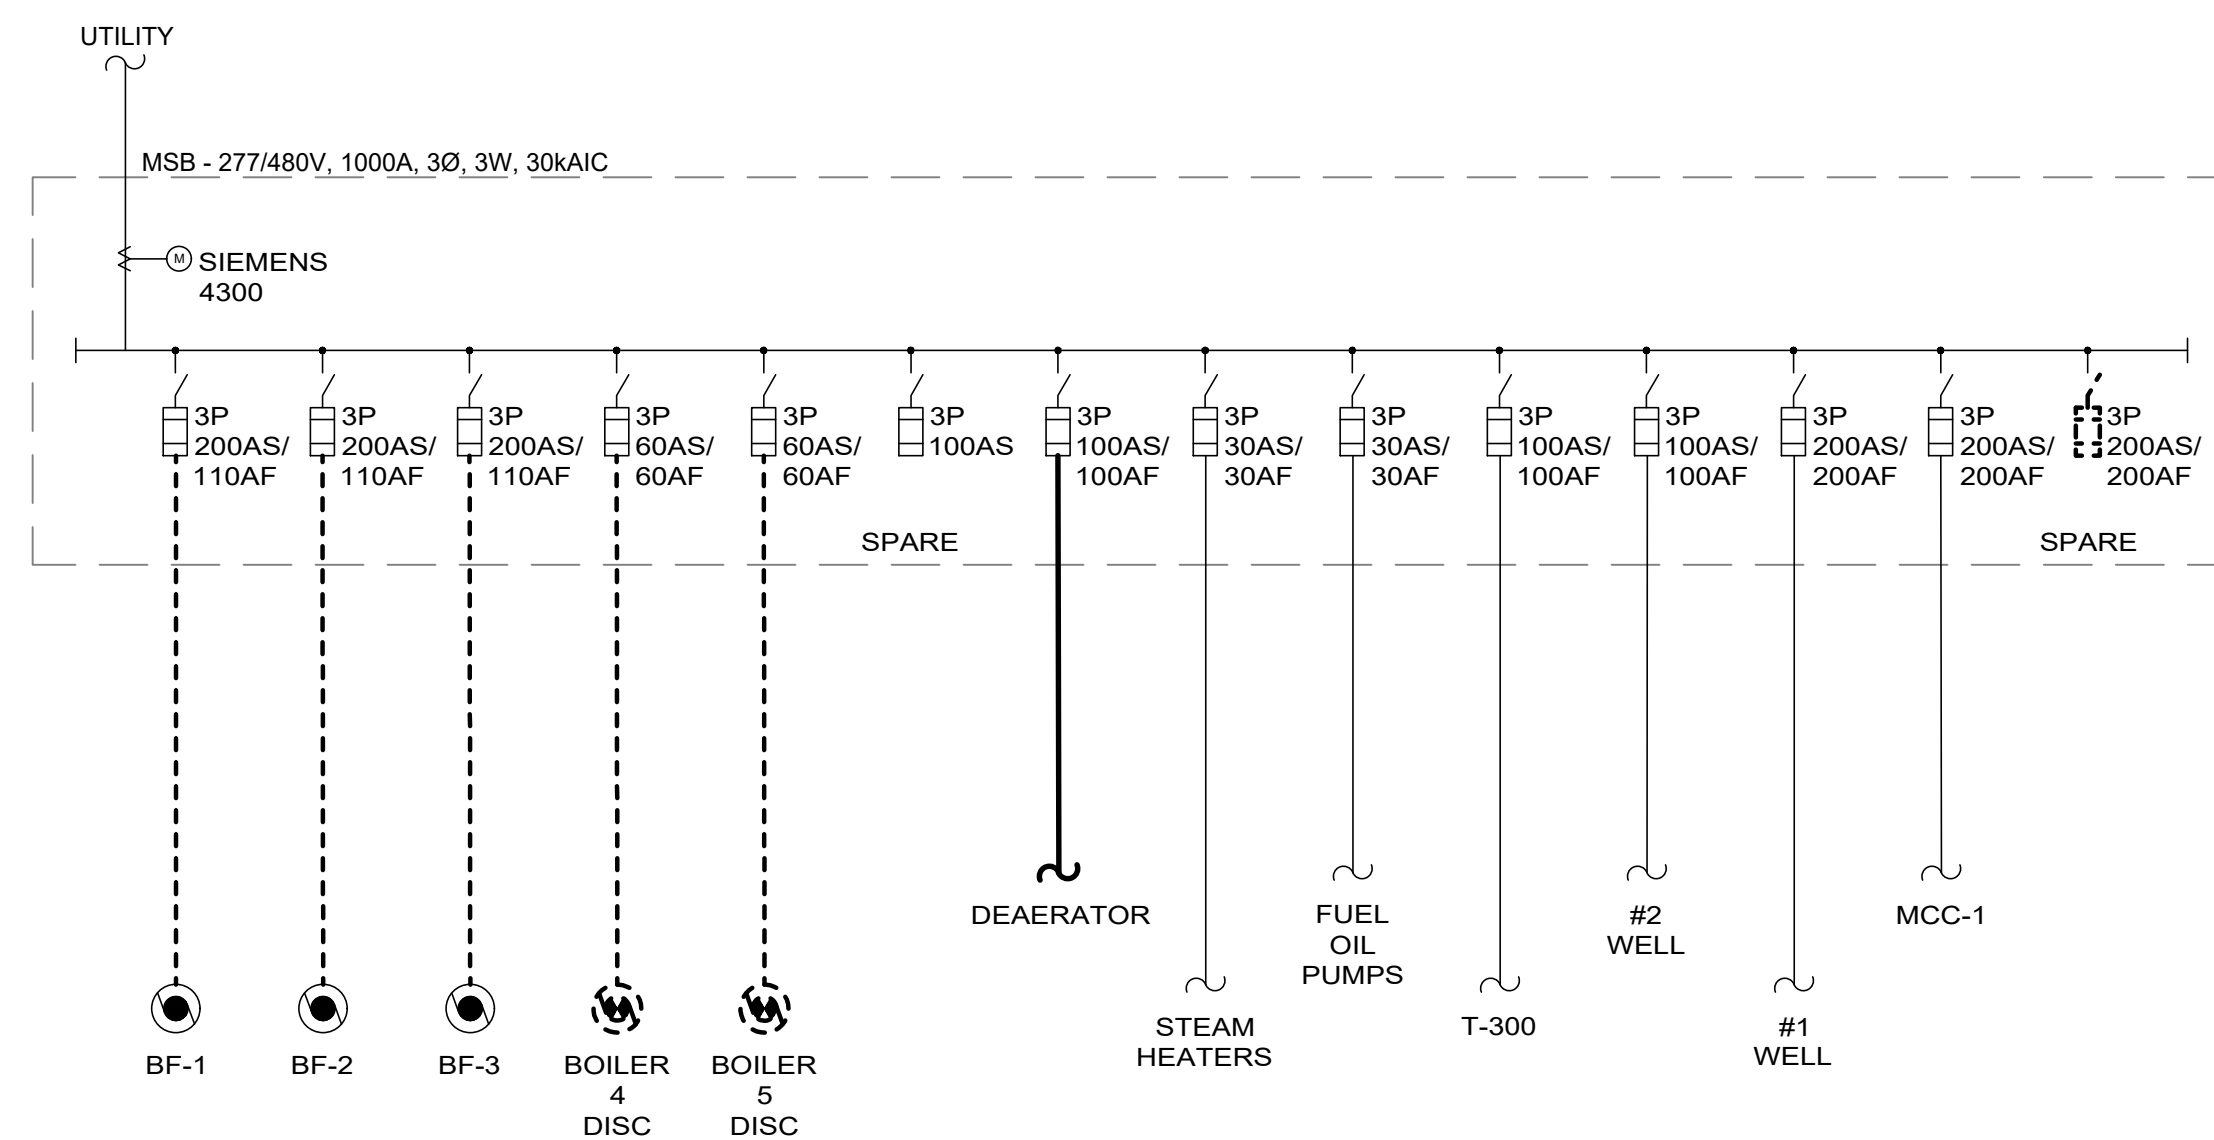 UTILITY
MSB - 277/480V, 1000A, 3Ø, 3W, 30kAIC
M
SIEMENS
4300
3P
200AS/
110AF
3P
200AS/
110AF
3P
200AS/
110AF
3P
60AS/
60AF
3P
60AS/
60AF
3P
100AS
3P
100AS/
100AF
3P
30AS/
30AF
3P
30AS/
30AF
3P
100AS/
100AF
3P
100AS/
100AF
3P
200AS/
200AF
3P
200AS/
200AF
3P
200AS/
200AF
SPARE
SPARE
BF-1
BF-2
BF-3
BOILER
4
DISC
BOILER
5
DISC
DEAERATOR
STEAM
HEATERS
FUEL
OIL
PUMPS
T-300
#2
WELL
#1
WELL
MCC-1